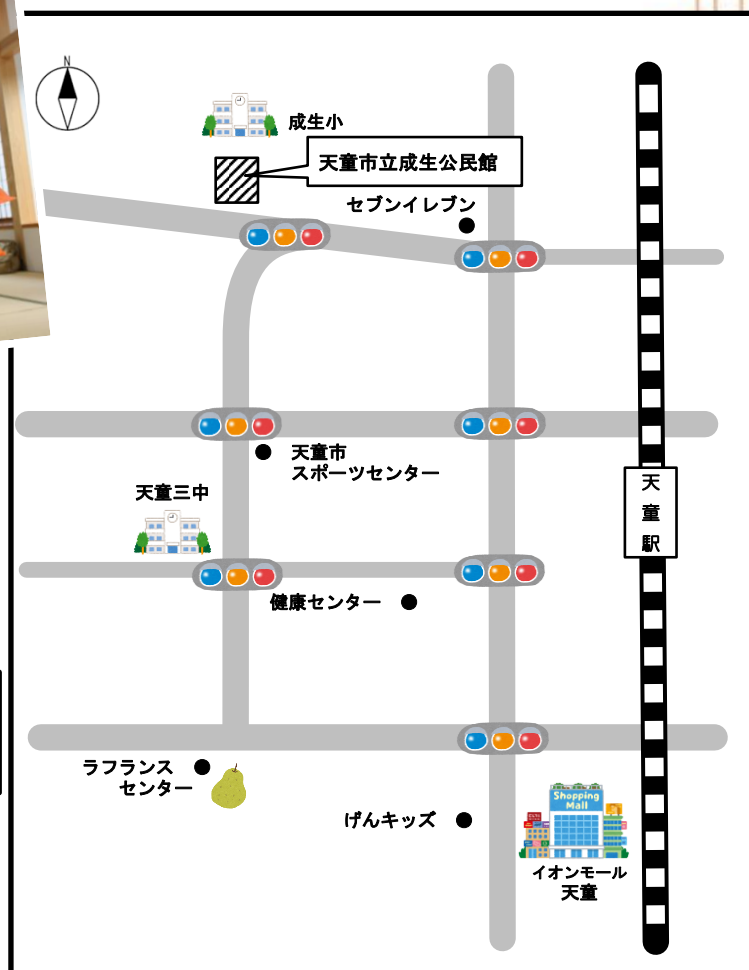 N
成生小
天童市立成生公民館
セブンイレブン
天童市
スポーツセンター
天童駅
天童三中
健康センター
ラフランス
センター
げんキッズ
Shopping
Mall
イオンモール
天童